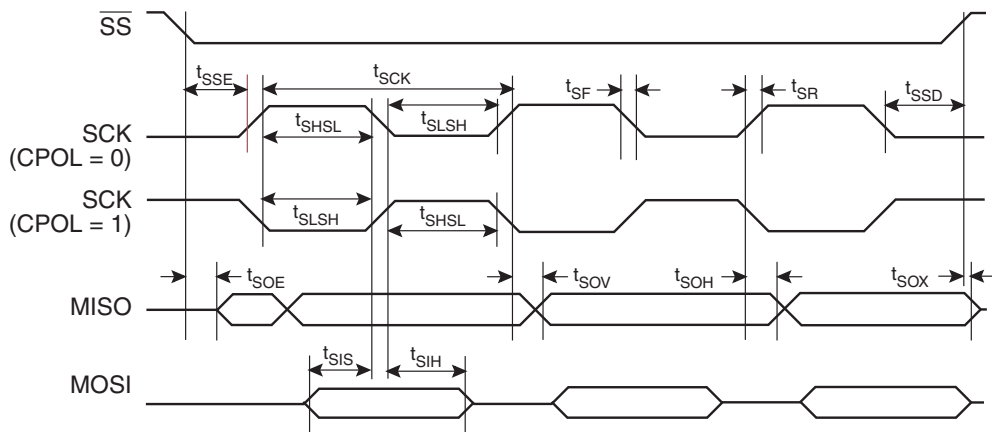 SS
tSSE
tSCK
tSF
tSR
tSSD
SCK
(CPOL = 0)
tSHSL
tSLSH
SCK
(CPOL = 1)
tSLSH
tSHSL
tSOE
tSOV
tSOH
tSOX
MISO
tSIS
tSIH
MOSI